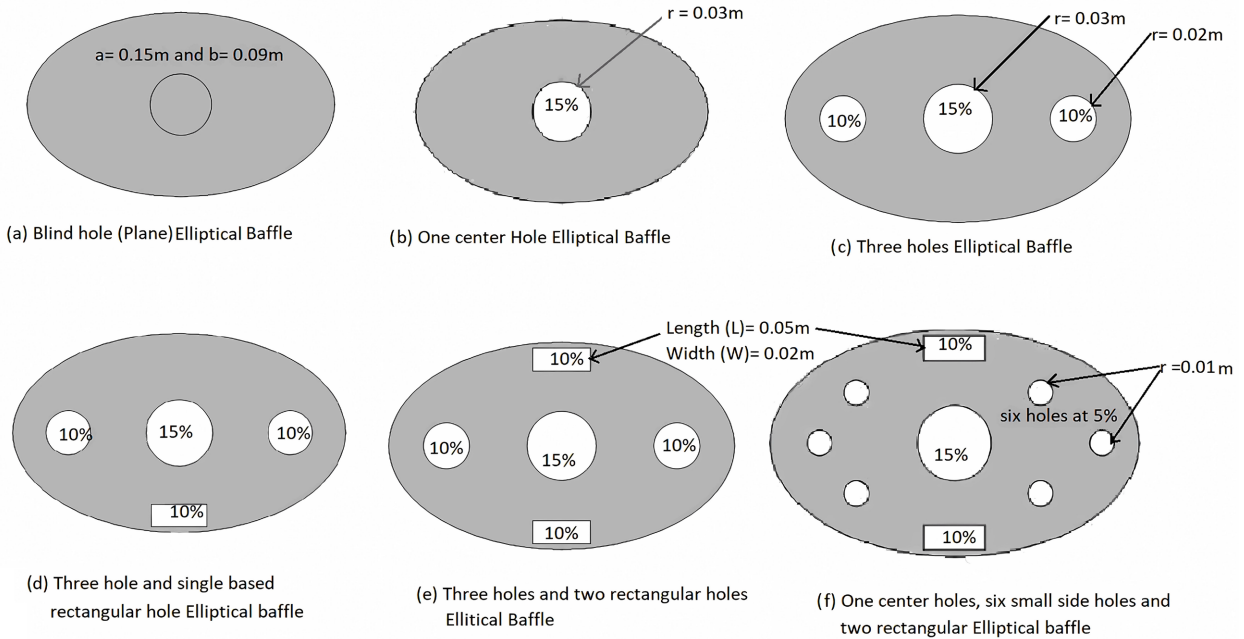 a= 0.15m and b= 0.09m
(a) Blind hole (Plane) Elliptical Baffle
r = 0.03m
15%
(b) One center Hole Elliptical Baffle
r= 0.03m
r= 0.02m
10%
15%
10%
(c) Three holes Elliptical Baffle
10%
15%
10%
10%
(d) Three hole and single based
rectangular hole Elliptical baffle
Length (L)= 0.05m
Width (W)= 0.02m
10%
10%
15%
10%
10%
(e) Three holes and two rectangular holes
Ellitical Baffle
10%
r =0.01 m
six holes at 5%
15%
10%
(f) One center holes, six small side holes and
two rectangular Elliptical baffle